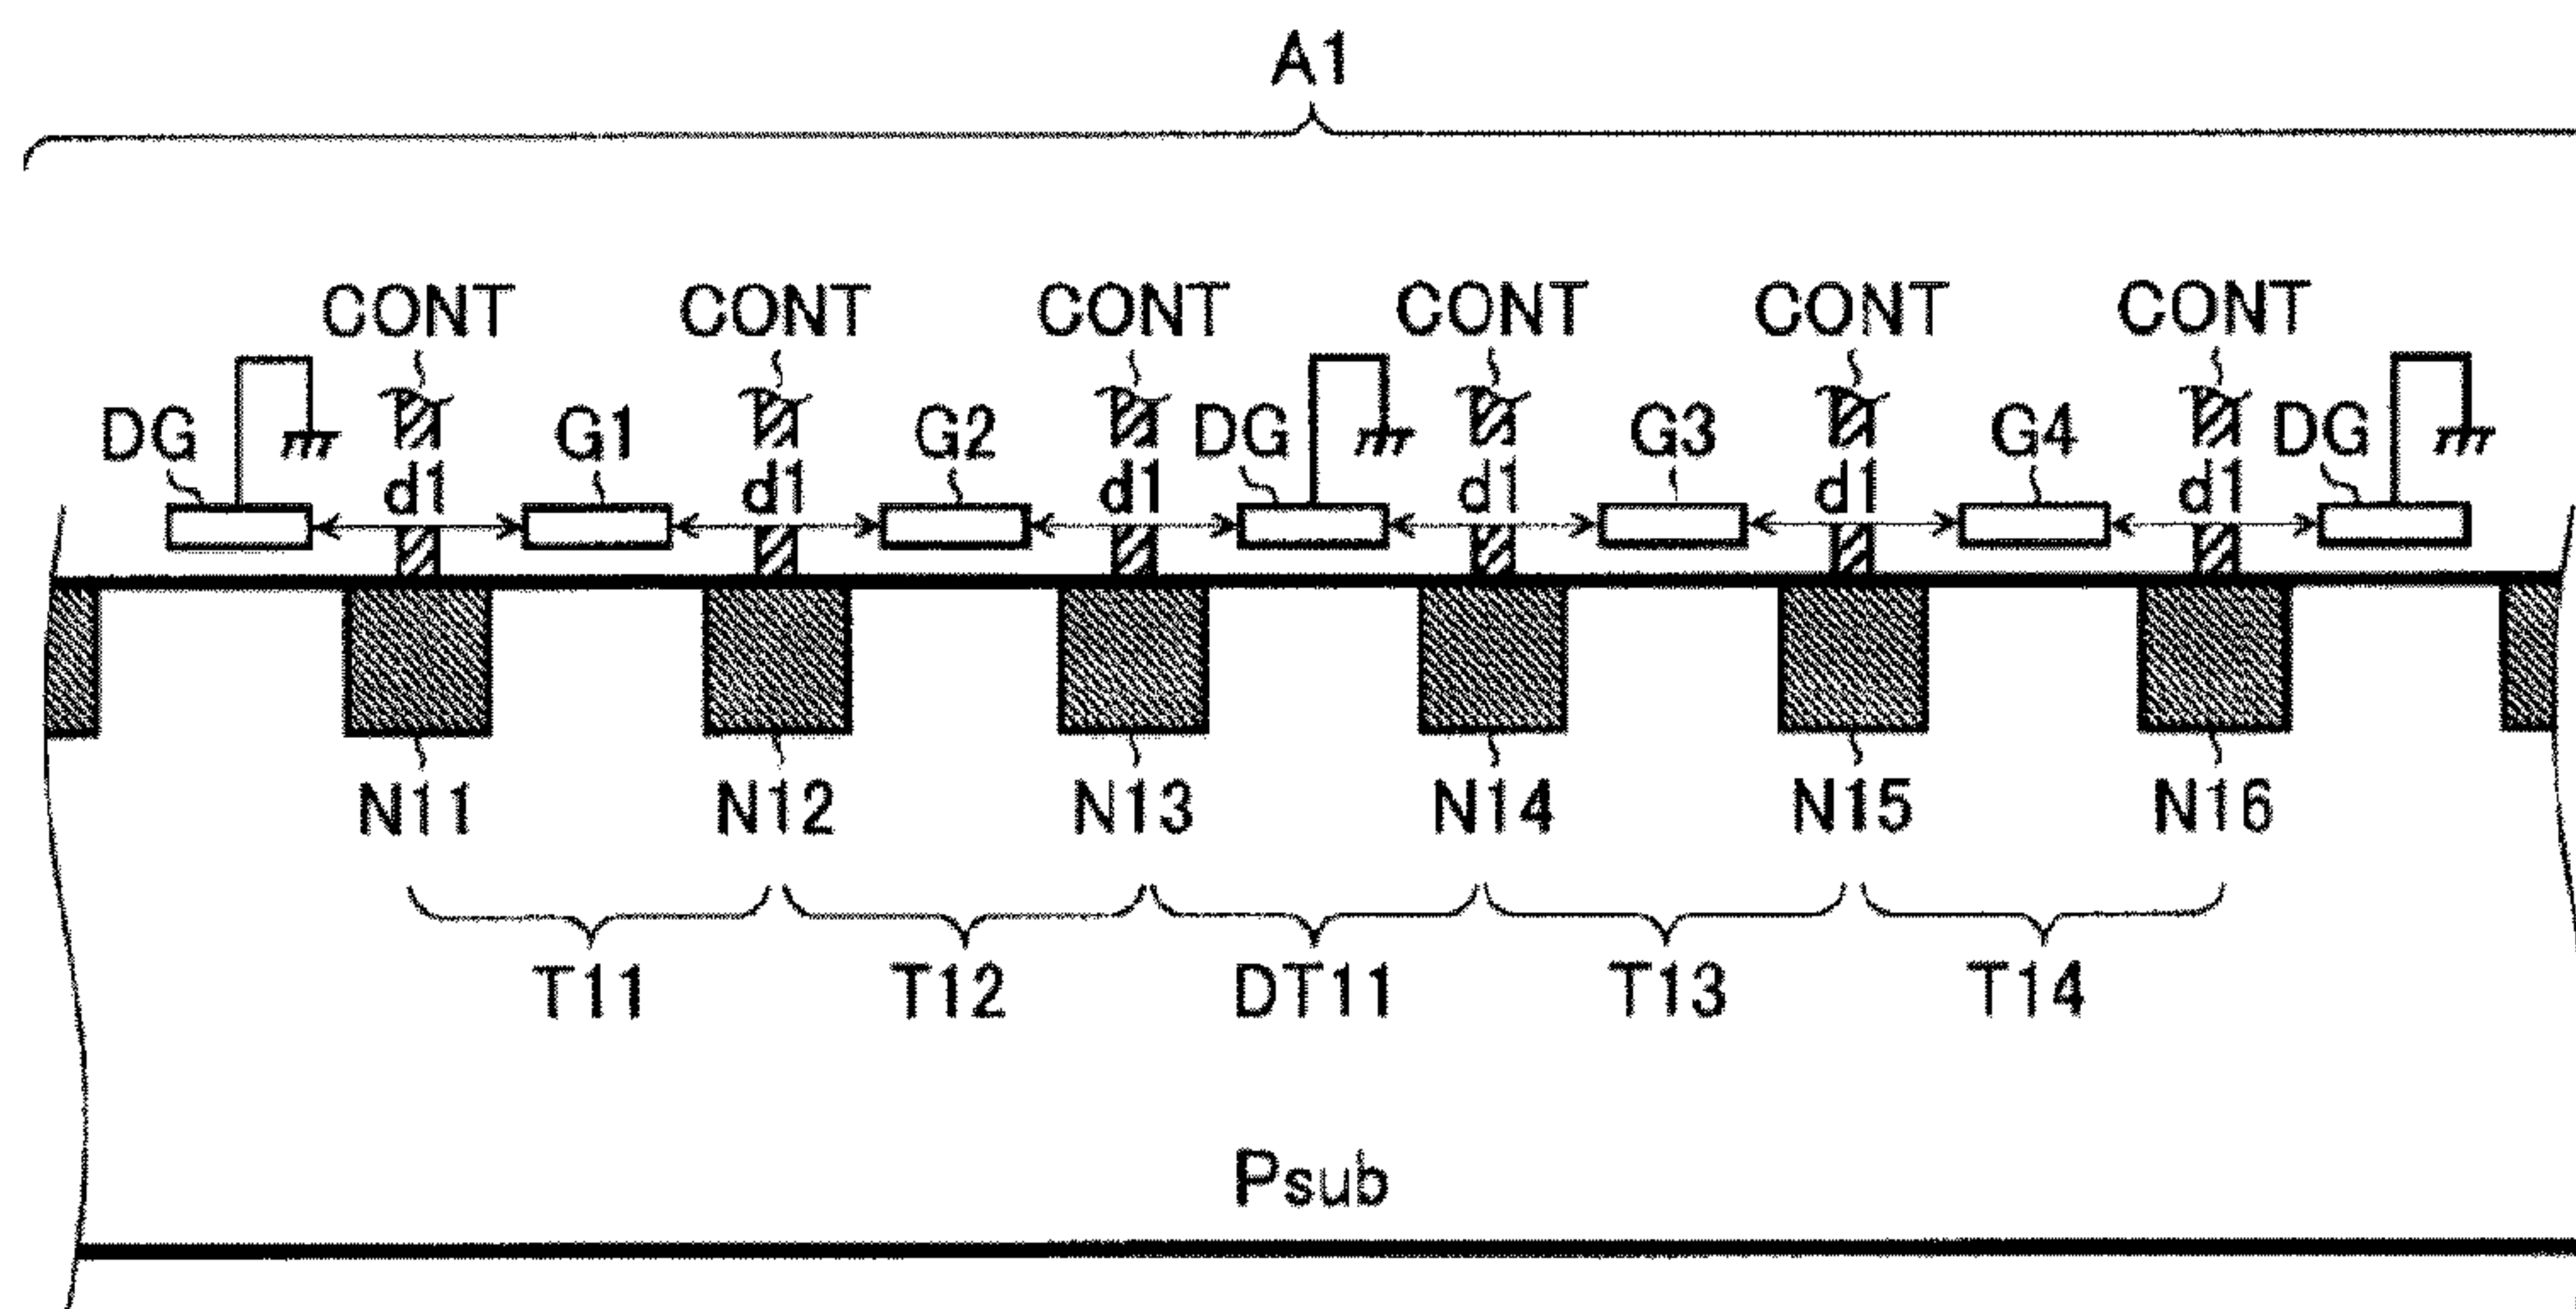 A1
CONT CONT CONT CONT CONT CONT
DG G1 G2 DG G3 G4 DG
d1 d1 d1 d1 d1 d1
N11 N12 N13 N14 N15 N16
T11 T12 DT11 T13 T14
Psub